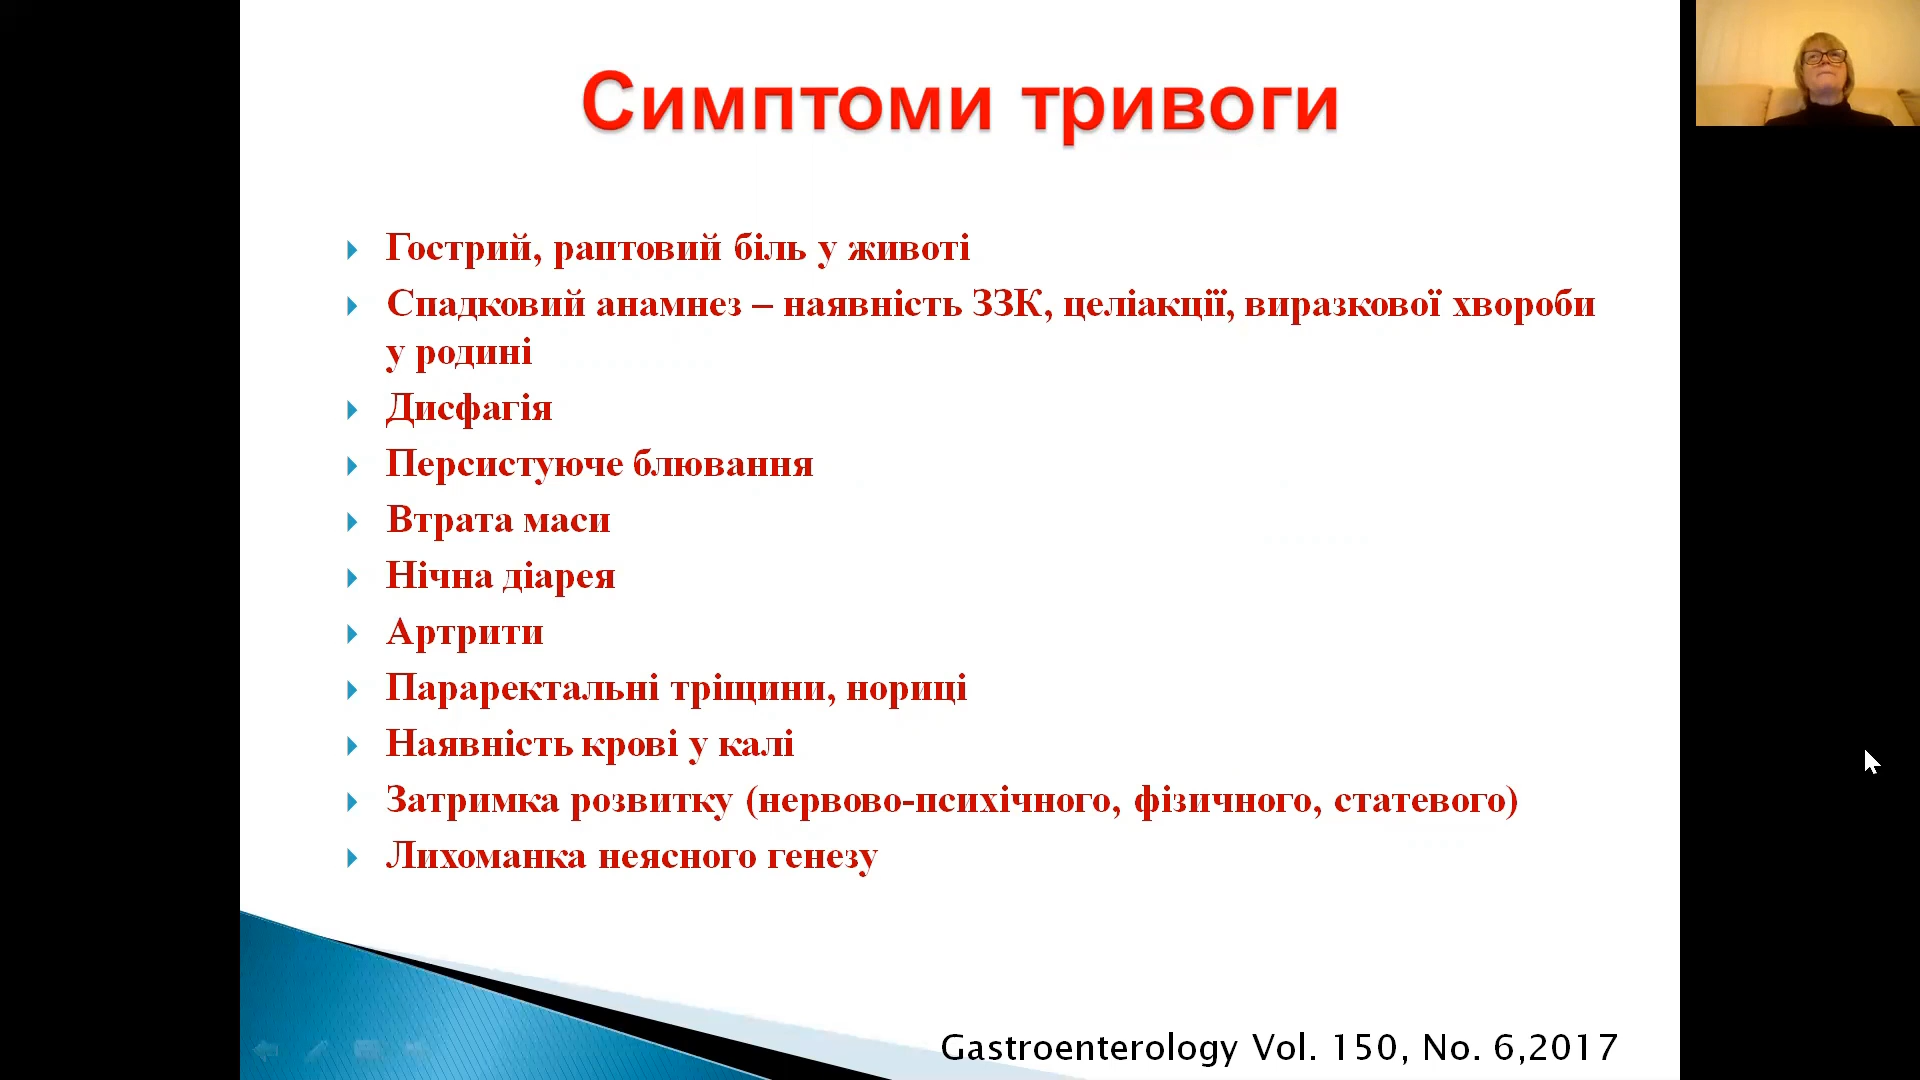 Симптоми тривоги
Гострий, раптовий біль у животі
Спадковий анамнез – наявність ЗЗК, целіакції, виразкової хвороби
у родині
Дисфагія
Персистуюче блювання
Втрата маси
Нічна діарея
Артрити
Параректальні тріщини, нориці
Наявність крові у калі
Затримка розвитку (нервово-психічного, фізичного, статевого)
Лихоманка неясного генезу
Gastroenterology Vol. 150, No. 6,2017